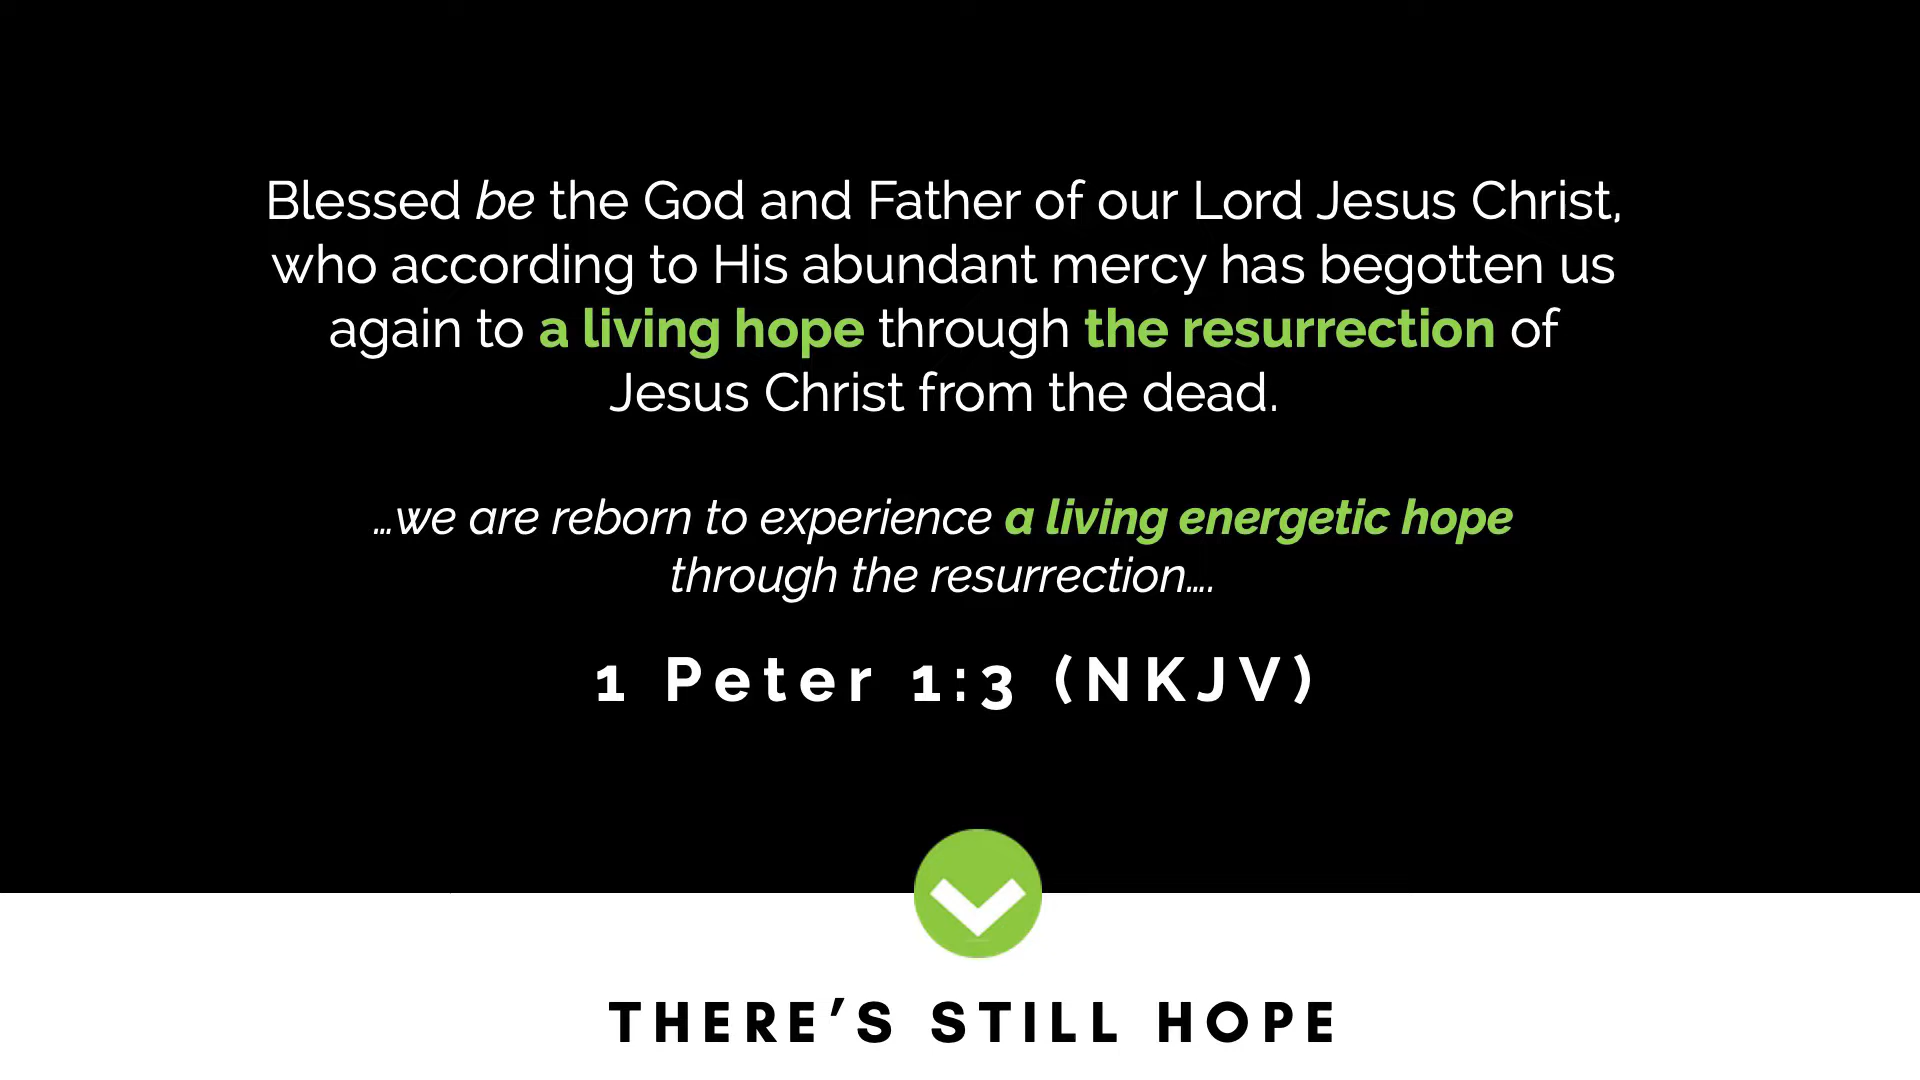 Blessed be the God and Father of our Lord Jesus Christ,
who according to His abundant mercy has begotten us
again to a living hope through the resurrection of
Jesus Christ from the dead.
…we are reborn to experience a living energetic hope
through the resurrection….
1 Peter 1:3 (NKJV)
THERE’S STILL HOPE